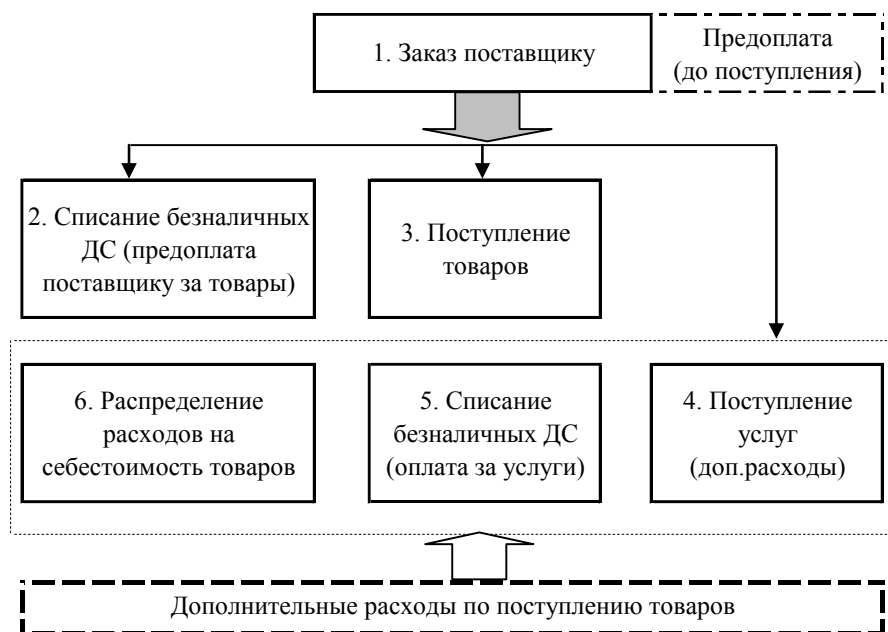 1. Заказ поставщику
Предоплата
(до поступления)
2. Списание безналичных
ДС (предоплата
поставщику за товары)
3. Поступление
товаров
6. Распределение
расходов на
себестоимость товаров
5. Списание
безналичных ДС
(оплата за услуги)
4. Поступление
услуг
(доп.расходы)
Дополнительные расходы по поступлению товаров